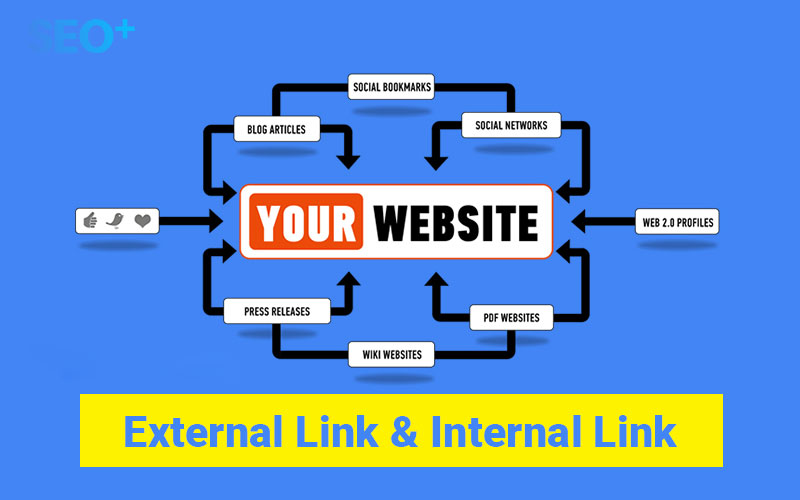 SEO+
SOCIAL BOOKMARKS
BLOG ARTICLES
SOCIAL NETWORKS
YOUR WEBSITE
WEB 2.0 PROFILES
PRESS RELEASES
PDF WEBSITES
WIKI WEBSITES
External Link & Internal Link